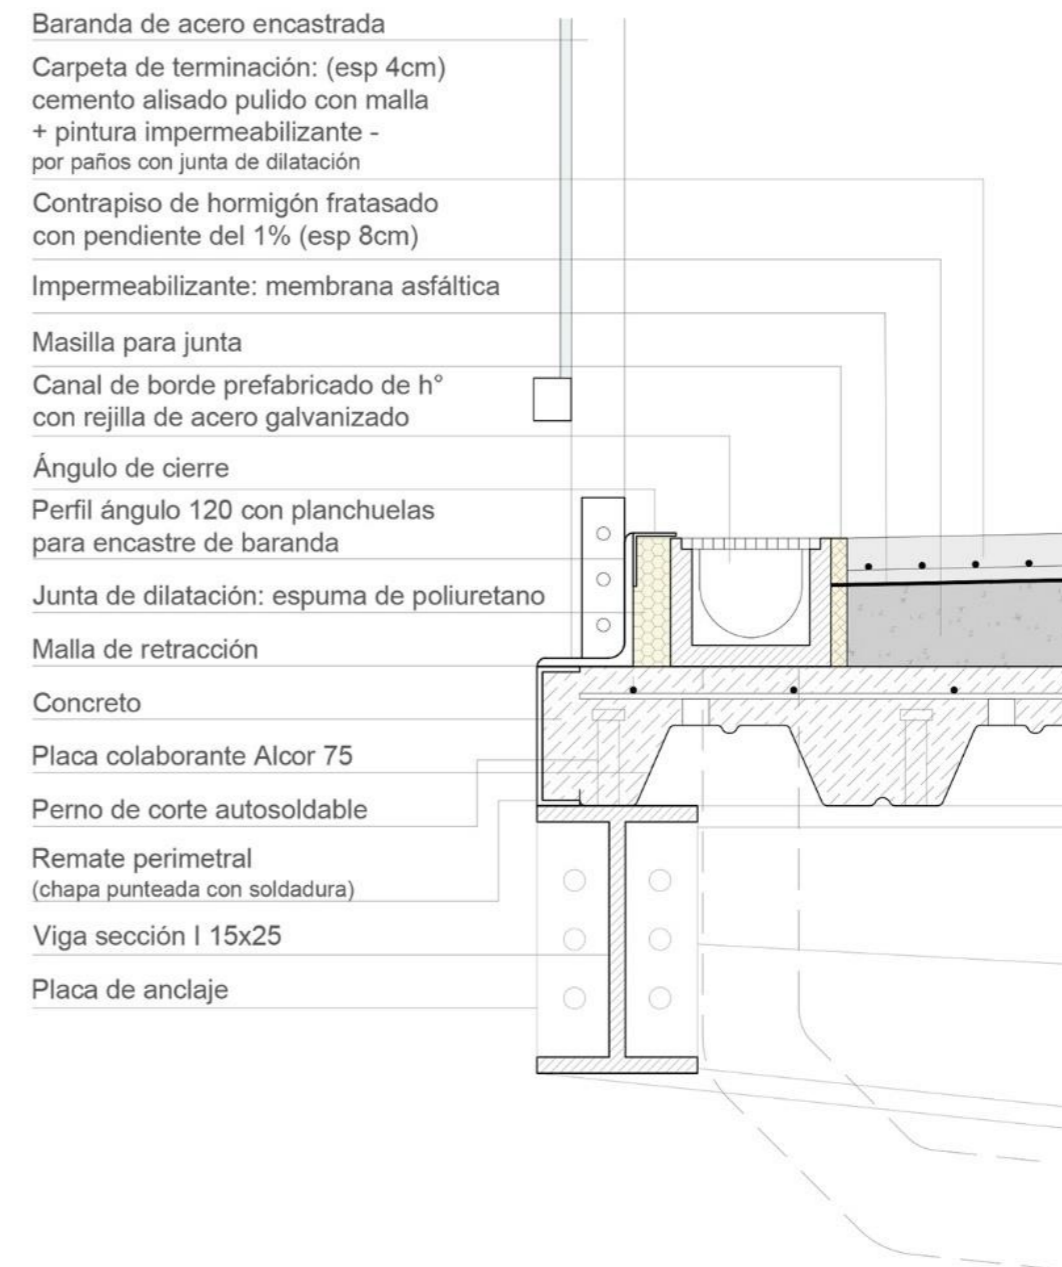 Baranda de acero encastrada
Carpeta de terminación: (esp 4cm)
cemento alisado pulido con malla
+ pintura impermeabilizante -
por paños con junta de dilatación
Contrapiso de hormigón fratasado
con pendiente del 1% (esp 8cm)
Impermeabilizante: membrana asfáltica
Masilla para junta
Canal de borde prefabricado de h°
con rejilla de acero galvanizado
Ángulo de cierre
Perfil ángulo 120 con planchuelas
para encastre de baranda
Junta de dilatación: espuma de poliuretano
Malla de retracción
Concreto
Placa colaborante Alcor 75
Perno de corte autosoldable
Remate perimetral
(chapa punteada con soldadura)
Viga sección I 15x25
Placa de anclaje